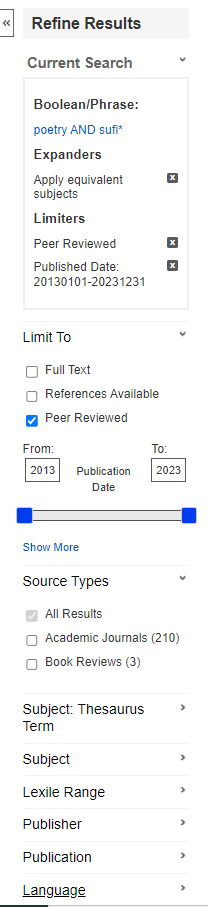 «
Refine Results
Current Search
Boolean/Phrase:
poetry AND sufi*
Expanders
Apply equivalent
subjects
Limiters
Peer Reviewed
Published Date:
20130101-20231231
Limit To
Full Text
References Available
Peer Reviewed
From:
To:
2013
Publication
Date
2023
Show More
Source Types
All Results
Academic Journals (210)
Book Reviews (3)
Subject: Thesaurus
Term
Subject
Lexile Range
Publisher
Publication
Language